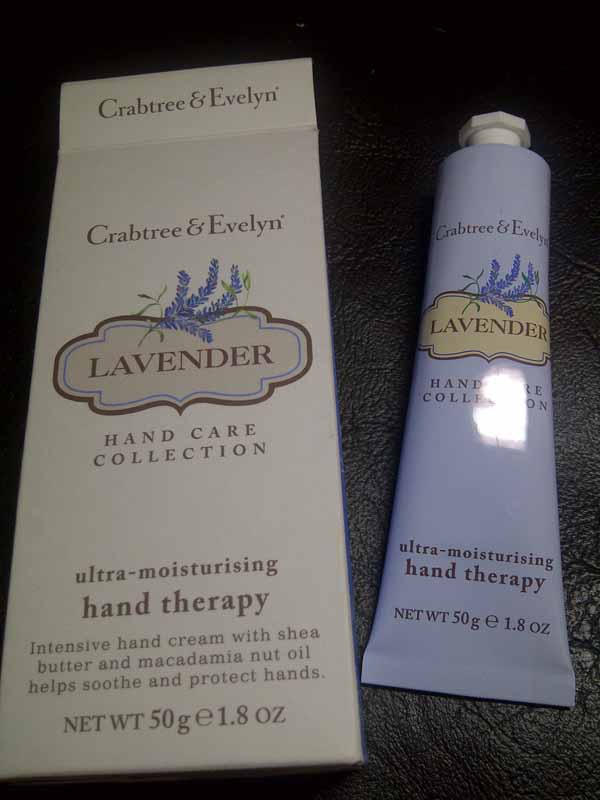 Crabtree & Evelyn®
Crabtree & Evelyn®
LAVENDER
HAND CARE
COLLECTION
ultra-moisturising
hand therapy
Intensive hand cream with shea
butter and macadamia nut oil
helps soothe and protect hands.
NET WT 50g ℮ 1.8 OZ
Crabtree & Evelyn
LAVENDER
HAND CARE
COLLECTION
ultra-moisturising
hand therapy
NET WT 50g ℮ 1.8 OZ